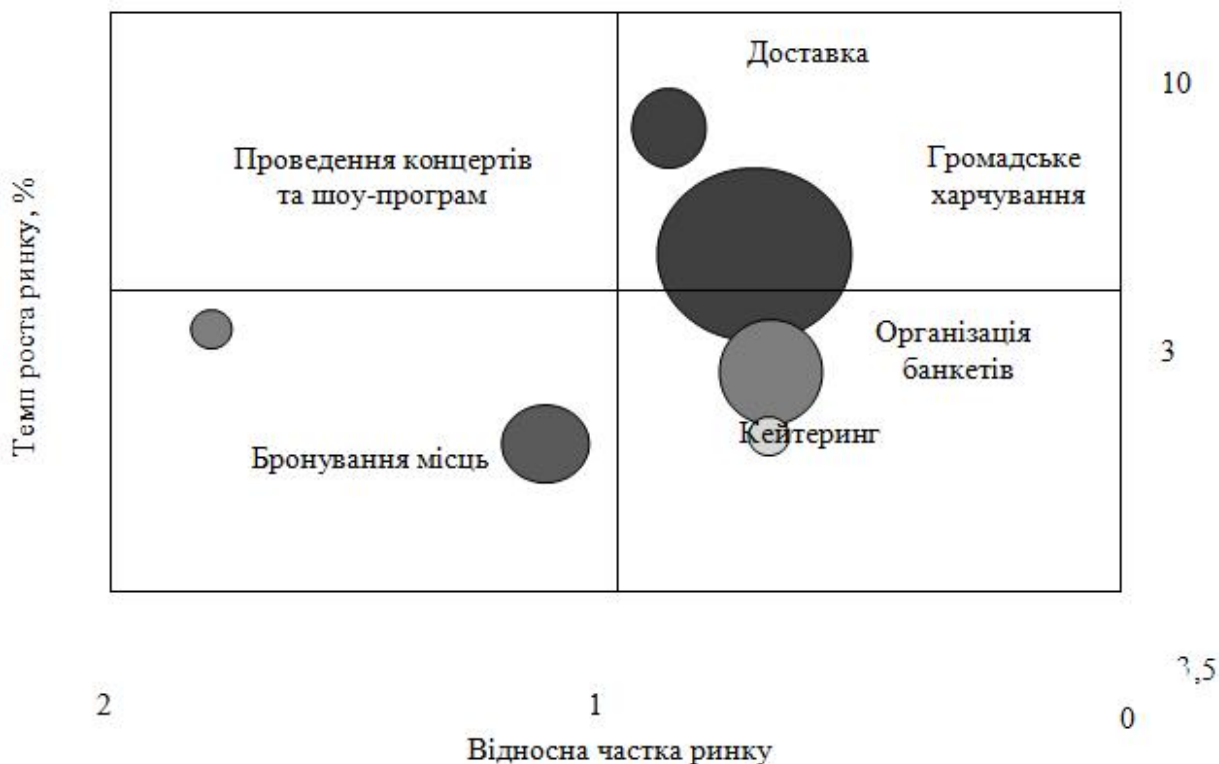 Доставка
10
Проведення концертів
та шоу-програм
Громадське
харчування
Темп роста ринку, %
Організація
банкетів
3
Кейтеринг
Бронування місць
2
1
0
Відносна частка ринку